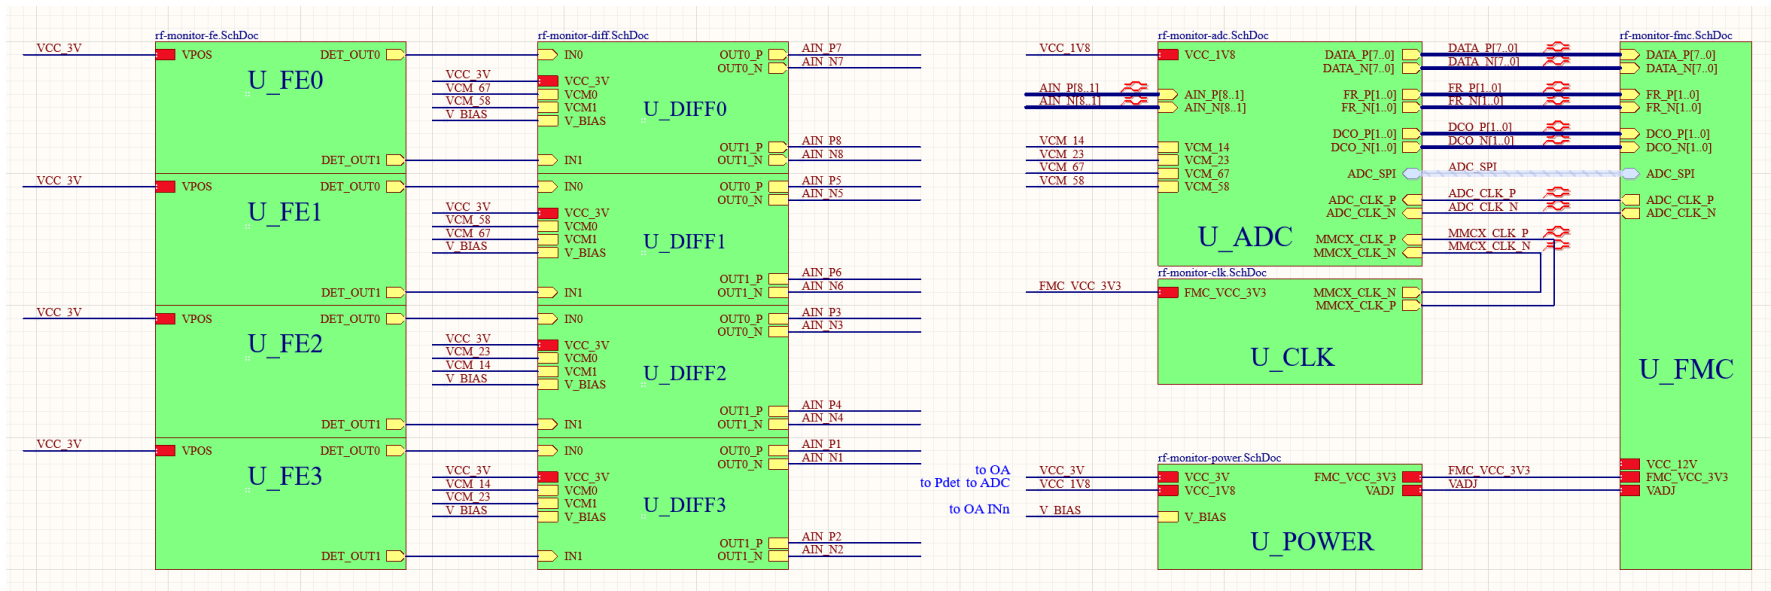 rf-monitor-fe.SchDoc
VCC_3V
VPOS
DET_OUT0
U_FE0
DET_OUT1
VCC_3V
VPOS
DET_OUT0
U_FE1
DET_OUT1
VCC_3V
VPOS
DET_OUT0
U_FE2
DET_OUT1
VCC_3V
VPOS
DET_OUT0
U_FE3
DET_OUT1
rf-monitor-diff.SchDoc
IN0
OUT0_P
AIN_P7
OUT0_N
AIN_N7
VCC_3V
VCC_3V
VCM_67
VCM0
VCM_58
VCM1
V_BIAS
V_BIAS
U_DIFF0
OUT1_P
AIN_P8
IN1
OUT1_N
AIN_N8
IN0
OUT0_P
AIN_P5
OUT0_N
AIN_N5
VCC_3V
VCC_3V
VCM_58
VCM0
VCM_67
VCM1
V_BIAS
V_BIAS
U_DIFF1
OUT1_P
AIN_P6
IN1
OUT1_N
AIN_N6
IN0
OUT0_P
AIN_P3
OUT0_N
AIN_N3
VCC_3V
VCC_3V
VCM_23
VCM0
VCM_14
VCM1
V_BIAS
V_BIAS
U_DIFF2
OUT1_P
AIN_P4
IN1
OUT1_N
AIN_N4
IN0
OUT0_P
AIN_P1
OUT0_N
AIN_N1
VCC_3V
VCC_3V
VCM_14
VCM0
VCM_23
VCM1
V_BIAS
V_BIAS
U_DIFF3
OUT1_P
AIN_P2
IN1
OUT1_N
AIN_N2
rf-monitor-adc.SchDoc
VCC_1V8
VCC_1V8
AIN_P[8..1]
AIN_P[8..1]
AIN_N[8..1]
AIN_N[8..1]
VCM_14
VCM_14
VCM_23
VCM_23
VCM_67
VCM_67
VCM_58
VCM_58
U_ADC
DATA_P[7..0]
DATA_N[7..0]
FR_P[1..0]
FR_N[1..0]
DCO_P[1..0]
DCO_N[1..0]
ADC_SPI
ADC_CLK_P
ADC_CLK_N
MMCX_CLK_P
MMCX_CLK_N
DATA_P[7..0]
DATA_N[7..0]
FR_P[1..0]
FR_N[1..0]
DCO_P[1..0]
DCO_N[1..0]
ADC_SPI
ADC_CLK_P
ADC_CLK_N
MMCX_CLK_P
MMCX_CLK_N
rf-monitor-clk.SchDoc
FMC_VCC_3V3
FMC_VCC_3V3
MMCX_CLK_N
MMCX_CLK_P
U_CLK
rf-monitor-power.SchDoc
to OA
VCC_3V
VCC_3V
to Pdet to ADC
VCC_1V8
VCC_1V8
to OA INn
V_BIAS
V_BIAS
FMC_VCC_3V3
VADJ
U_POWER
FMC_VCC_3V3
VADJ
rf-monitor-fmc.SchDoc
DATA_P[7..0]
DATA_N[7..0]
FR_P[1..0]
FR_N[1..0]
DCO_P[1..0]
DCO_N[1..0]
ADC_SPI
ADC_CLK_P
ADC_CLK_N
U_FMC
VCC_12V
FMC_VCC_3V3
VADJ